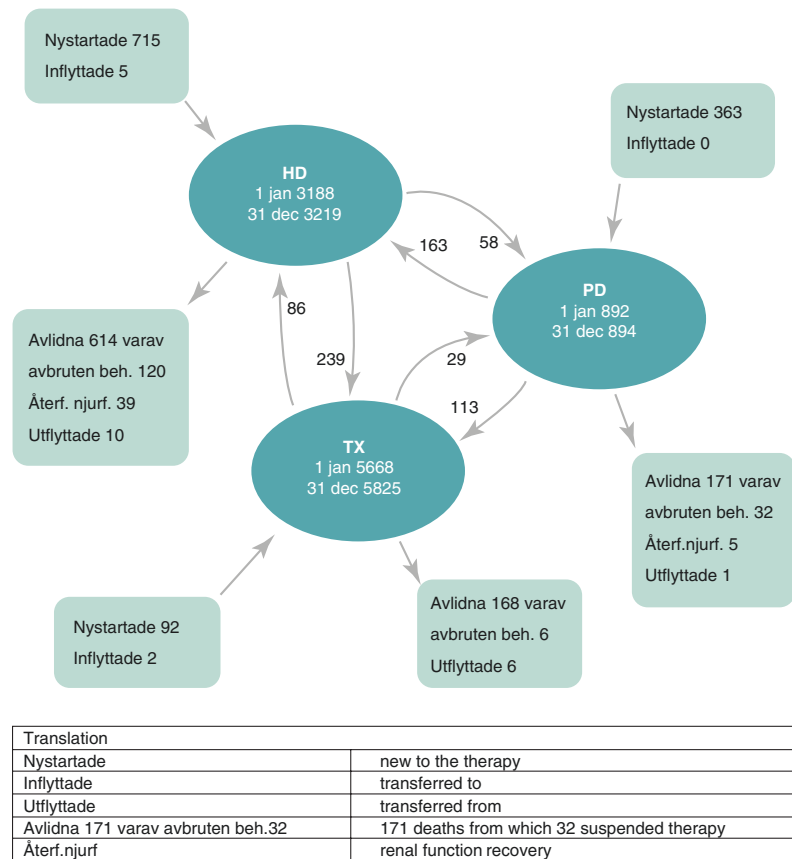 Nystartade 715
Inflyttade 5
Nystartade 363
Inflyttade 0
HD
1 jan 3188
31 dec 3219
58
163
PD
1 jan 892
31 dec 894
86
239
29
113
Avlidna 614 varav
avbruten beh. 120
Återf. njurf. 39
Utflyttade 10
TX
1 jan 5668
31 dec 5825
Avlidna 171 varav
avbruten beh. 32
Återf.njurf. 5
Utflyttade 1
Nystartade 92
Inflyttade 2
Avlidna 168 varav
avbruten beh. 6
Utflyttade 6
Translation
Nystartade new to the therapy
Inflyttade transferred to
Utflyttade transferred from
Avlidna 171 varav avbruten beh.32 171 deaths from which 32 suspended therapy
Återf.njurf renal function recovery